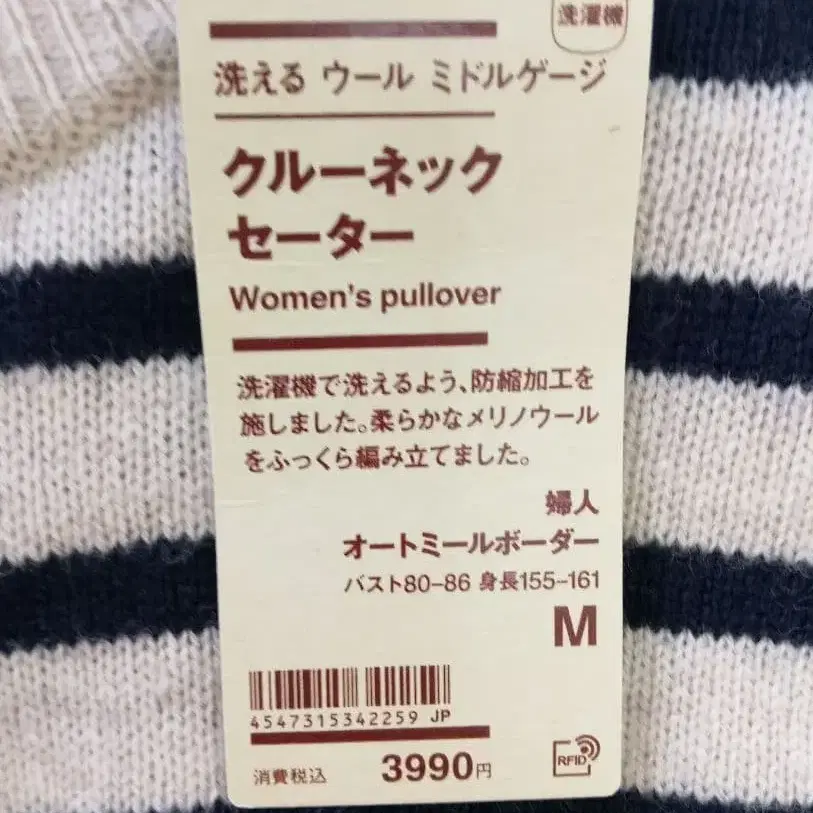 洗濯機
洗える ウール ミドルゲージ
クルーネック
セーター
Women's pullover
洗濯機で洗えるよう、防縮加工を
施しました。柔らかなメリノウール
をふっくら編み立てました。
婦人
オートミールボーダー
バスト80-86 身長155-161
M
4547315342259 JP
消費税込 3990円
RFID